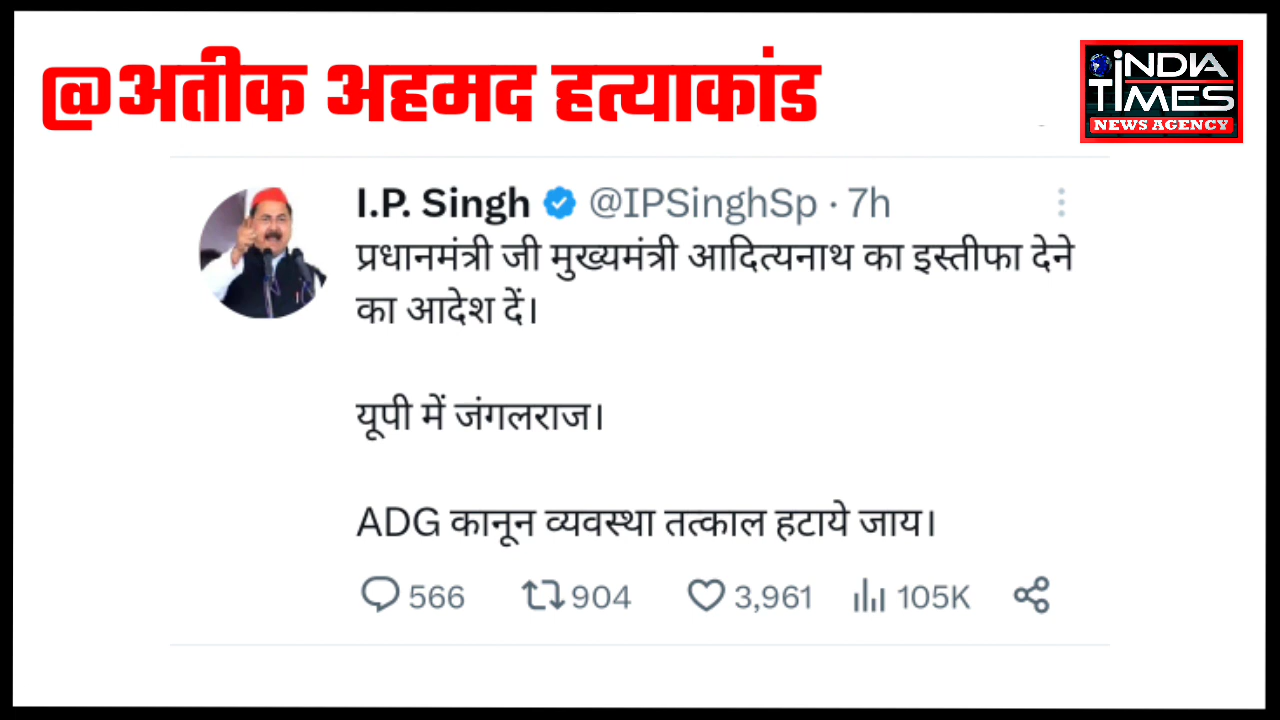 @अतीक अहमद हत्याकांड
INDIA
TIMES
NEWS AGENCY
I.P. Singh @IPSinghSp · 7h
प्रधानमंत्री जी मुख्यमंत्री आदित्यनाथ का इस्तीफा देने
का आदेश दें।
यूपी में जंगलराज।
ADG कानून व्यवस्था तत्काल हटाये जाय।
566 904 3,961 105K